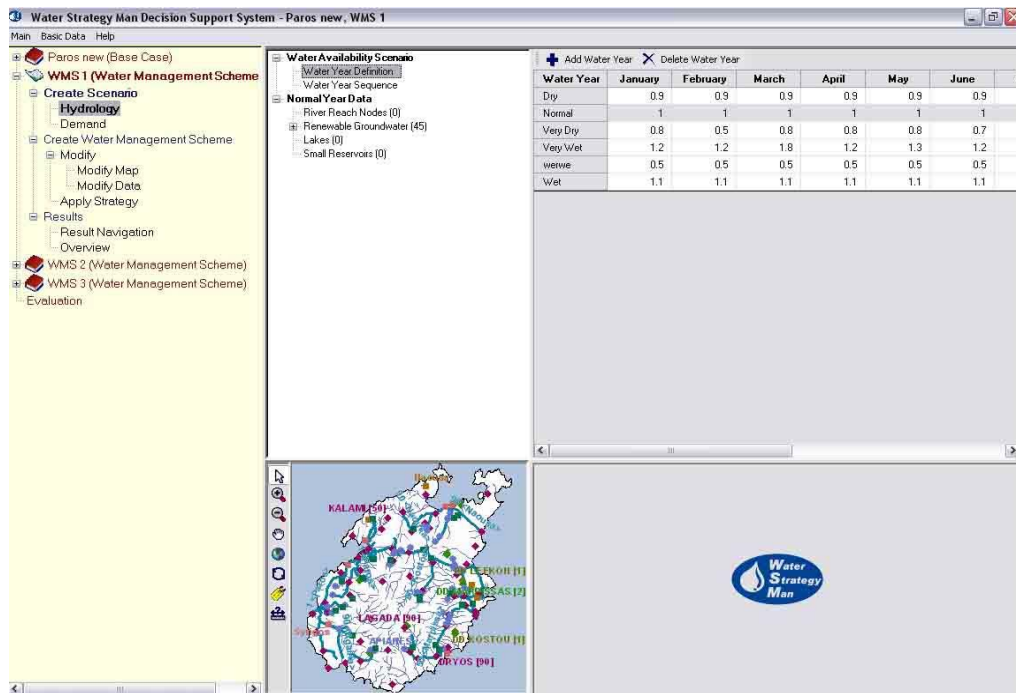 Water Strategy Man Decision Support System - Paros new, WMS 1
Main Basic Data Help
Paros new (Base Case)
WMS 1 (Water Management Scheme
Create Scenario
Hydrology
Demand
Create Water Management Scheme
Modify
Modify Map
Modify Data
Apply Strategy
Results
Result Navigation
Overview
WMS 2 (Water Management Scheme)
WMS 3 (Water Management Scheme)
Evaluation
Water Availability Scenario
Water Year Definition
Water Year Sequence
Normal Year Data
River Reach Nodes (0)
Renewable Groundwater (45)
Lakes (0)
Small Reservoirs (0)
Add Water Year Delete Water Year
Water Year January February March April May June
Dry 0.9 0.9 0.9 0.9 0.9 0.9
Normal 1 1 1 1 1 1
Very Dry 0.8 0.5 0.8 0.8 0.8 0.7
Very Wet 1.2 1.2 1.8 1.2 1.3 1.2
werwe 0.5 0.5 0.5 0.5 0.5 0.5
Wet 1.1 1.1 1.1 1.1 1.1 1.1
KALAMI [50]
LAGADA [90]
KOSTOU [1]
DRYOS [90]
Water
Strategy
Man